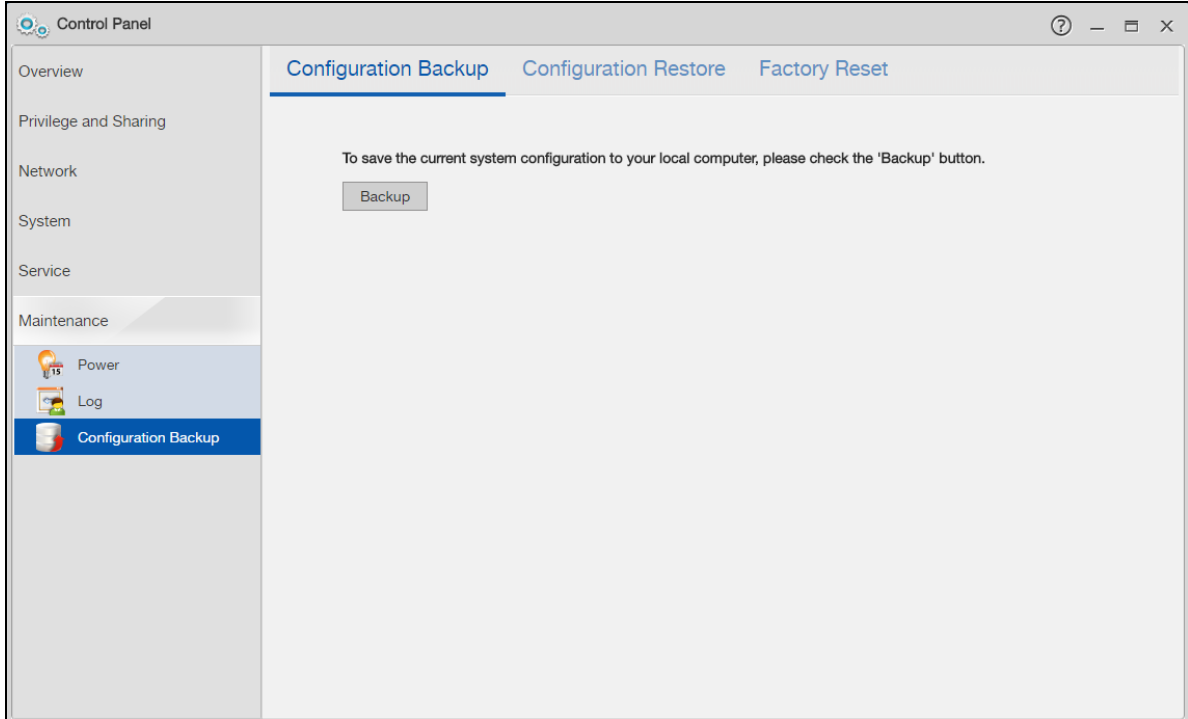 Control Panel
Overview
Privilege and Sharing
Network
System
Service
Maintenance
15
Power
Log
Configuration Backup
Configuration Backup
Configuration Restore
Factory Reset
To save the current system configuration to your local computer, please check the 'Backup' button.
Backup